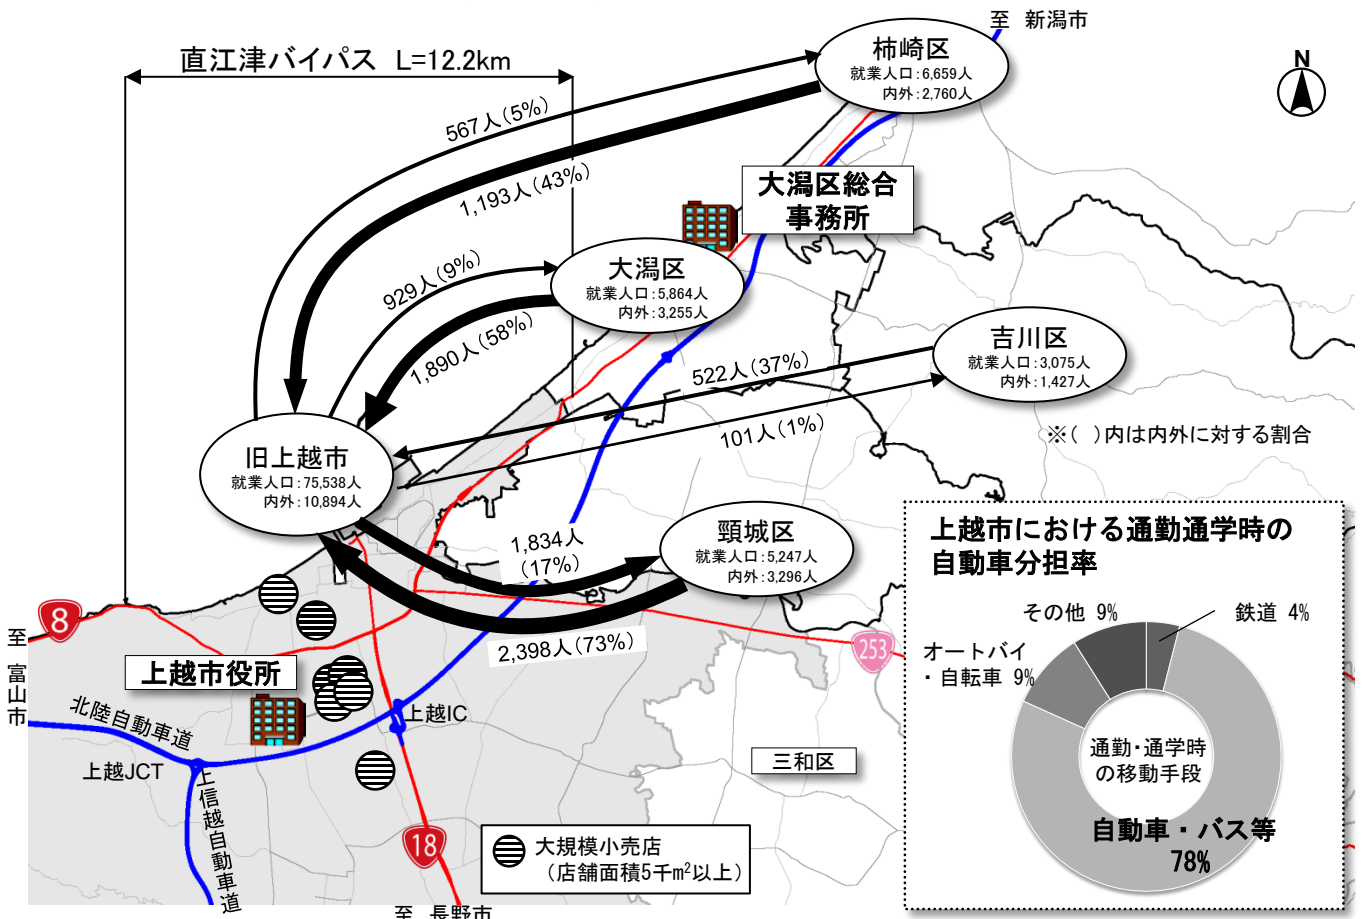 至 新潟市
直江津バイパス L=12.2km
柿崎区
就業人口:6,659人
内外:2,760人
N
567人(5%)
1,193人(43%)
大潟区総合
事務所
929人(9%)
大潟区
就業人口:5,864人
内外:3,255人
1,890人(58%)
吉川区
就業人口:3,075人
内外:1,427人
522人(37%)
101人(1%)
※( )内は内外に対する割合
旧上越市
就業人口:75,538人
内外:10,894人
1,834人
(17%)
頸城区
就業人口:5,247人
内外:3,296人
2,398人(73%)
8
至 富山市
253
上越市役所
北陸自動車道
上越IC
上越JCT
上信越自動車道
三和区
18
大規模小売店
(店舗面積5千m²以上)
至 長野市
上越市における通勤通学時の
自動車分担率
その他 9%
鉄道 4%
オートバイ
・自転車 9%
通勤・通学時
の移動手段
自動車・バス等
78%